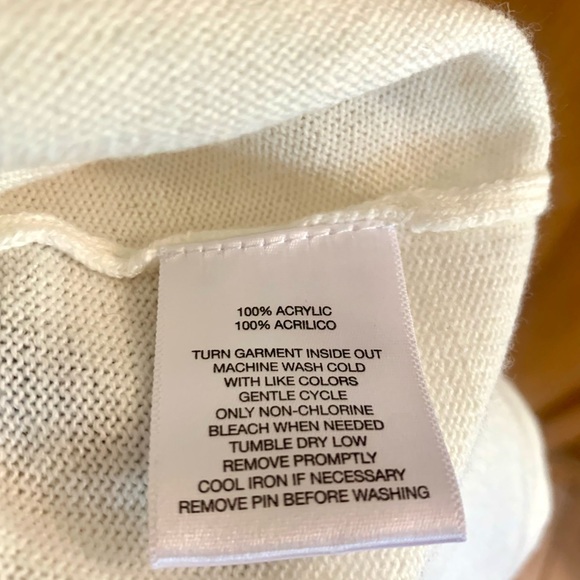 100% ACRYLIC
100% ACRILICO
TURN GARMENT INSIDE OUT
MACHINE WASH COLD
WITH LIKE COLORS
GENTLE CYCLE
ONLY NON-CHLORINE
BLEACH WHEN NEEDED
TUMBLE DRY LOW
REMOVE PROMPTLY
COOL IRON IF NECESSARY
REMOVE PIN BEFORE WASHING